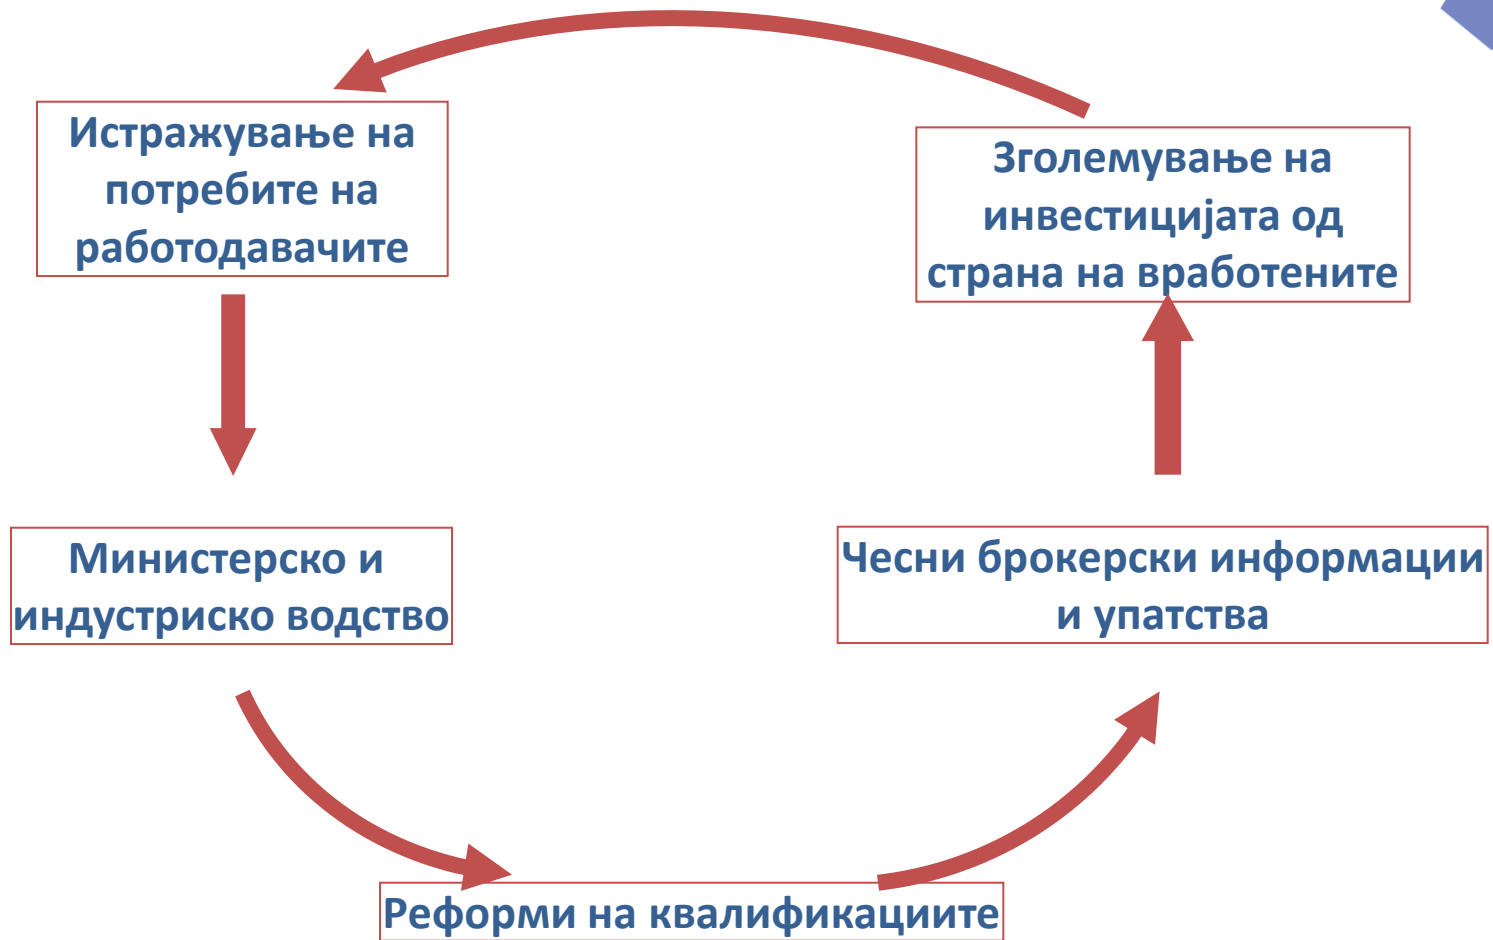 Истражување на
потребите на
работодавачите
Зголемување на
инвестицијата од
страна на вработените
Министерско и
индустриско водство
Чесни брокерски информации
и упатства
Реформи на квалификациите